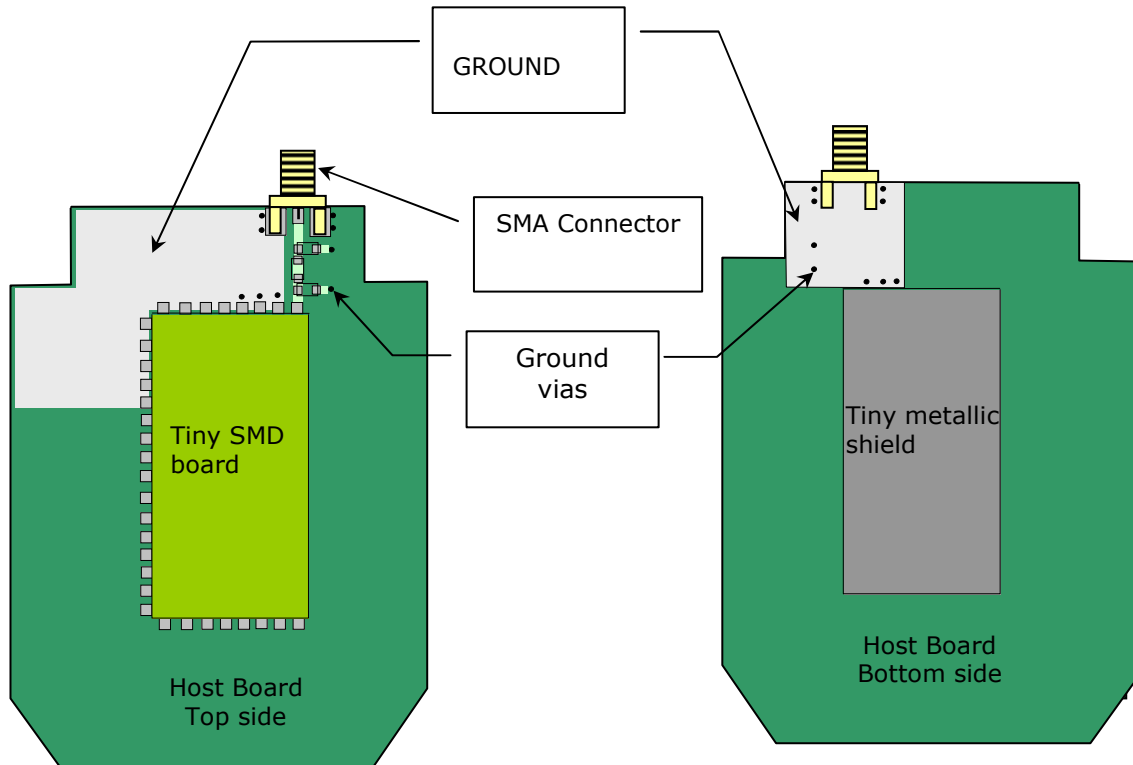 GROUND
SMA Connector
Ground
vias
Tiny SMD
board
Tiny metallic
shield
Host Board
Top side
Host Board
Bottom side